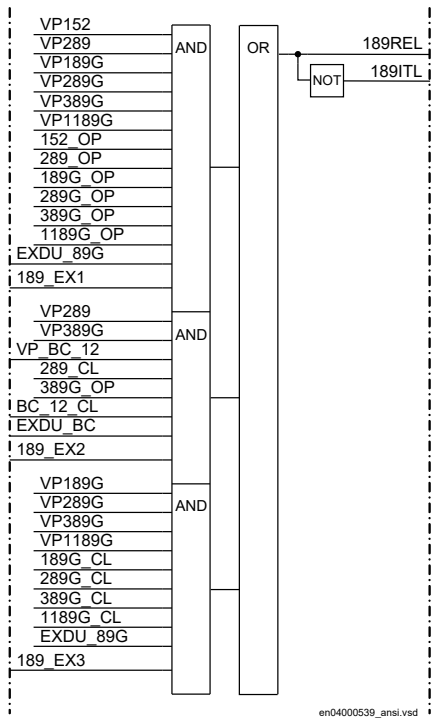 VP152
VP289
AND
OR
189REL
VP189G
VP289G
NOT
189ITL
VP389G
VP1189G
152_OP
289_OP
189G_OP
289G_OP
389G_OP
1189G_OP
EXDU_89G
189_EX1
VP289
VP389G
AND
VP_BC_12
289_CL
389G_OP
BC_12_CL
EXDU_BC
189_EX2
VP189G
VP289G
AND
VP389G
VP1189G
189G_CL
289G_CL
389G_CL
1189G_CL
EXDU_89G
189_EX3
en04000539_ansi.vsd